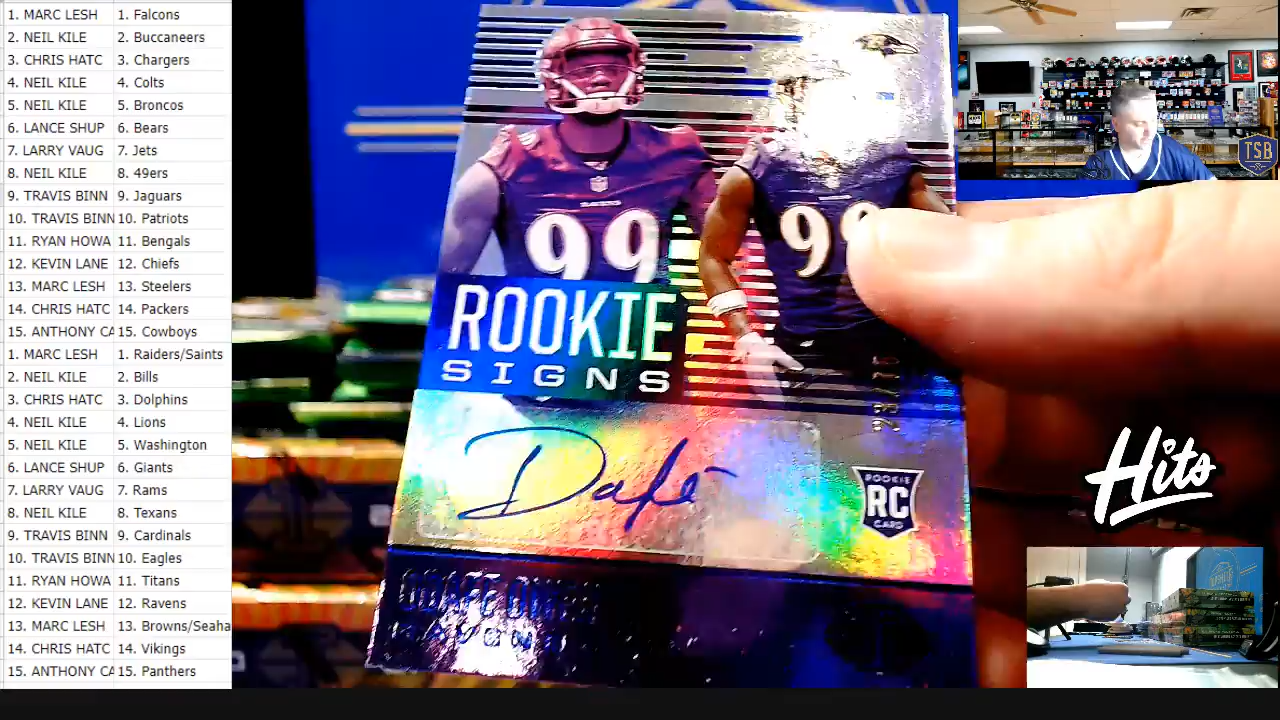 1. MARC LESH 1. Falcons
2. NEIL KILE 2. Buccaneers
3. CHRIS HATC 3. Chargers
4. NEIL KILE 4. Colts
5. NEIL KILE 5. Broncos
6. LANCE SHUP 6. Bears
7. LARRY VAUG 7. Jets
8. NEIL KILE 8. 49ers
9. TRAVIS BINN 9. Jaguars
10. TRAVIS BINN 10. Patriots
11. RYAN HOWA 11. Bengals
12. KEVIN LANE 12. Chiefs
13. MARC LESH 13. Steelers
14. CHRIS HATC 14. Packers
15. ANTHONY CA 15. Cowboys
1. MARC LESH 1. Raiders/Saints
2. NEIL KILE 2. Bills
3. CHRIS HATC 3. Dolphins
4. NEIL KILE 4. Lions
5. NEIL KILE 5. Washington
6. LANCE SHUP 6. Giants
7. LARRY VAUG 7. Rams
8. NEIL KILE 8. Texans
9. TRAVIS BINN 9. Cardinals
10. TRAVIS BINN 10. Eagles
11. RYAN HOWA 11. Titans
12. KEVIN LANE 12. Ravens
13. MARC LESH 13. Browns/Seaha
14. CHRIS HATC 14. Vikings
15. ANTHONY CA 15. Panthers
99
99
ROOKIE
SIGNS
Dafé
ROOKIE
RC
CARD
TSB
Hits